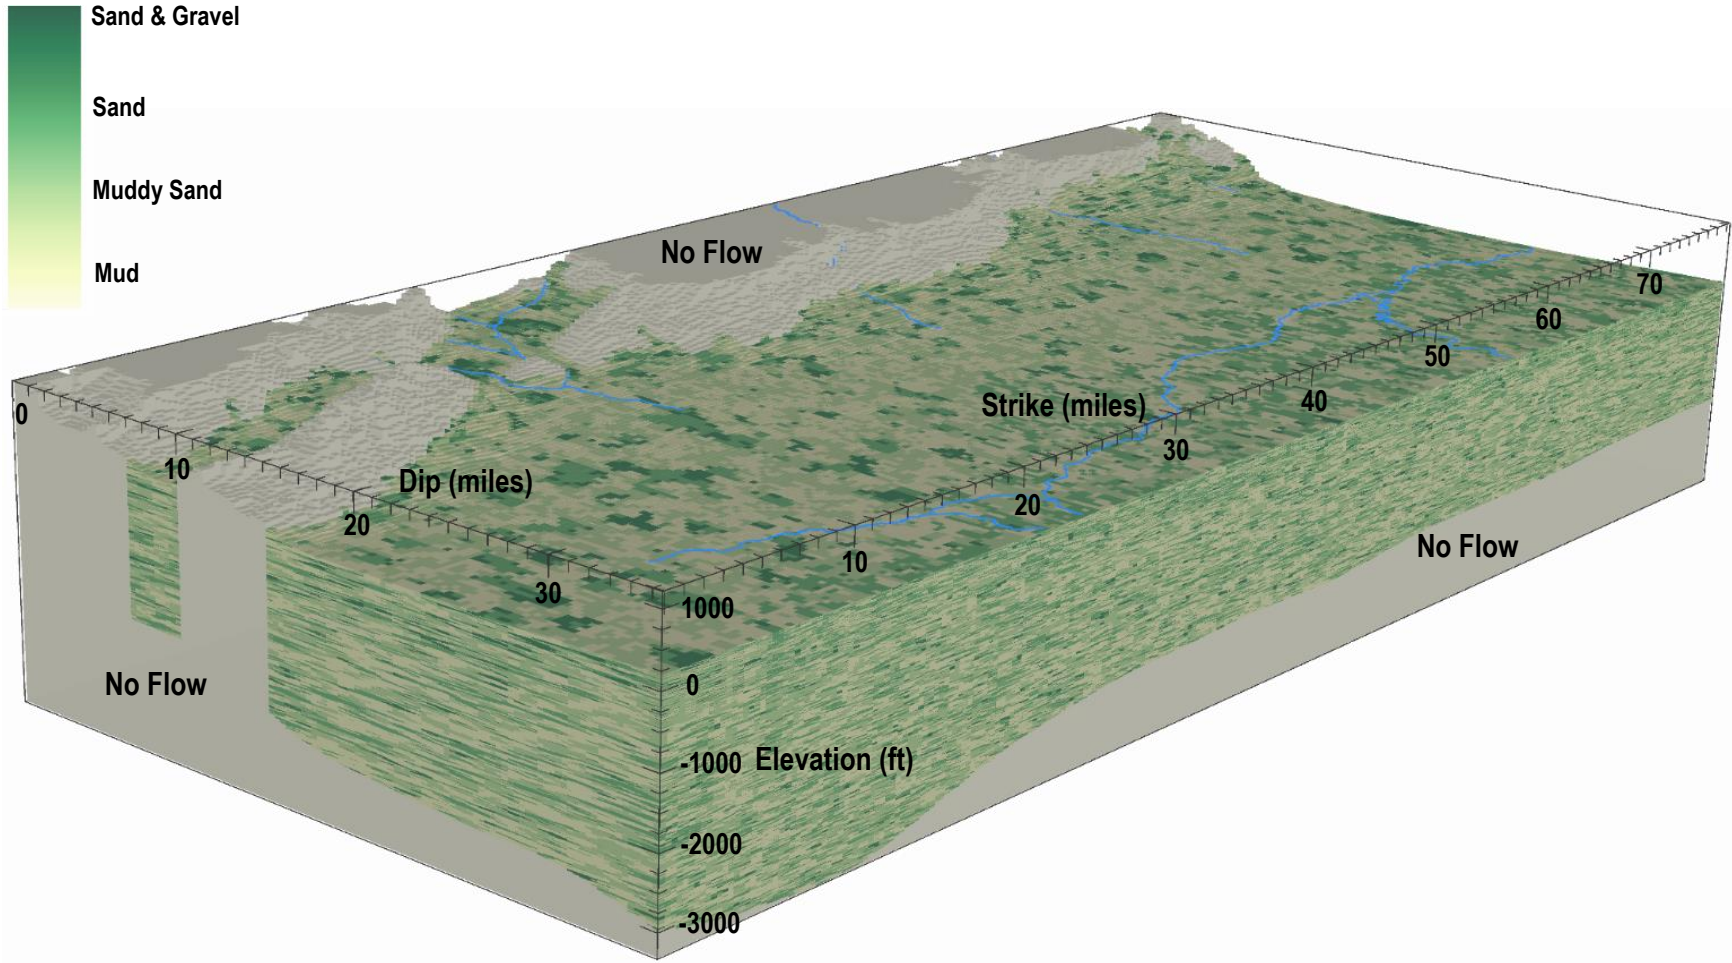 Sand & Gravel
Sand
Muddy Sand
Mud
No Flow
0
10
20
30
Dip (miles)
Strike (miles)
10
20
30
40
50
60
70
1000
0
-1000
-2000
-3000
Elevation (ft)
No Flow
No Flow